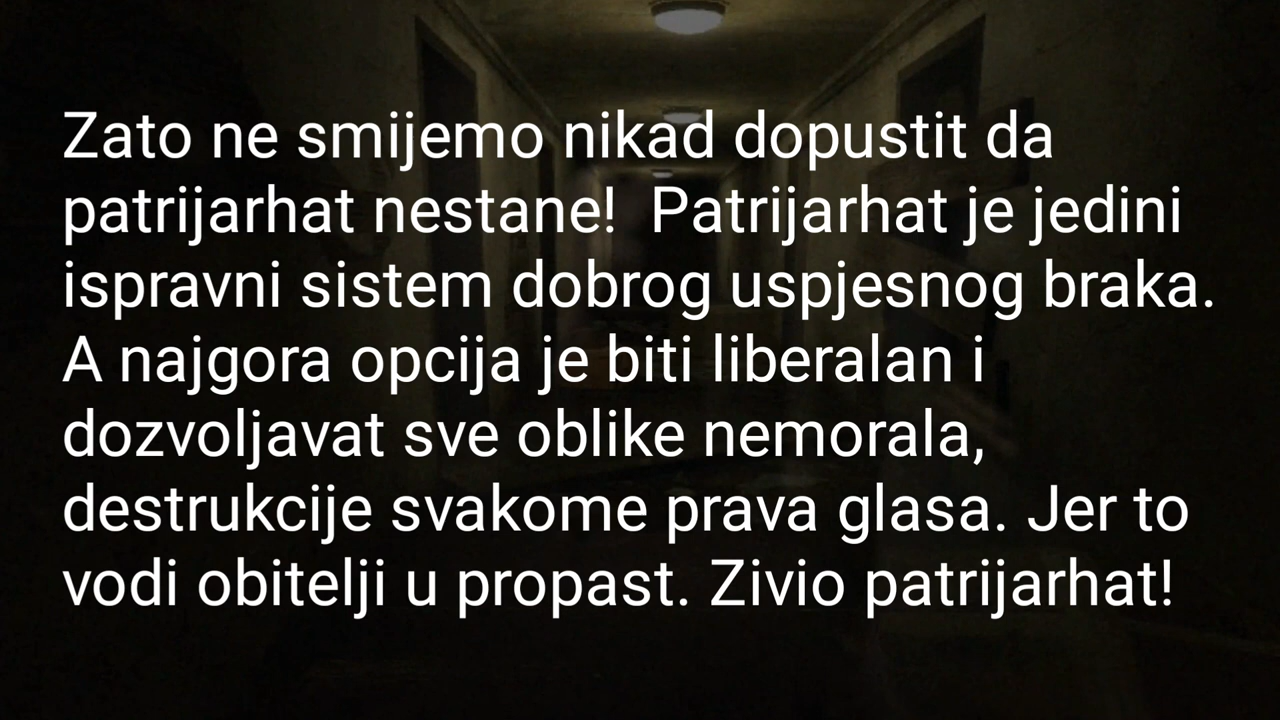 Zato ne smijemo nikad dopustit da
patrijarhat nestane!  Patrijarhat je jedini
ispravni sistem dobrog uspjesnog braka.
A najgora opcija je biti liberalan i
dozvoljavat sve oblike nemorala,
destrukcije svakome prava glasa. Jer to
vodi obitelji u propast. Zivio patrijarhat!